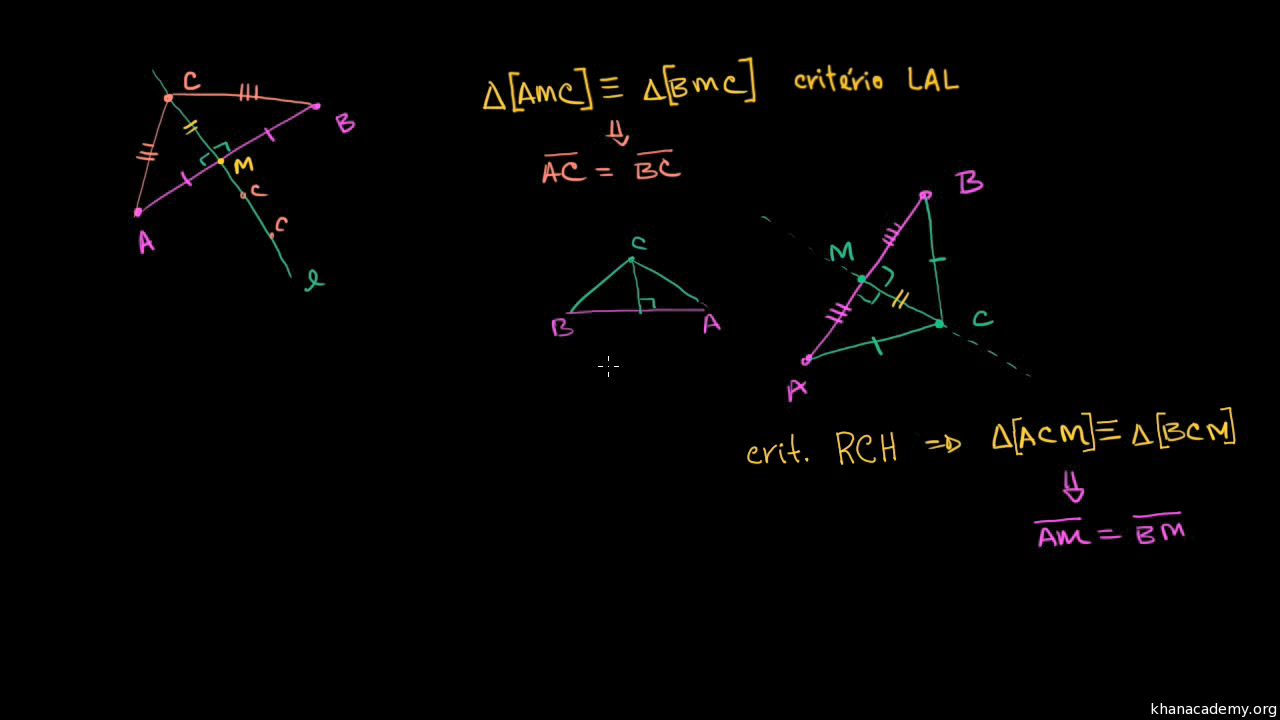 C
B
M
C
C
A
l
Δ[AMC] ≡ Δ[BMC] critério LAL
⇓
AC = BC
C
B
A
B
M
C
A
crit. RCH ⇒ Δ[ACM] ≡ Δ[BCM]
⇓
AM = BM
khanacademy.org